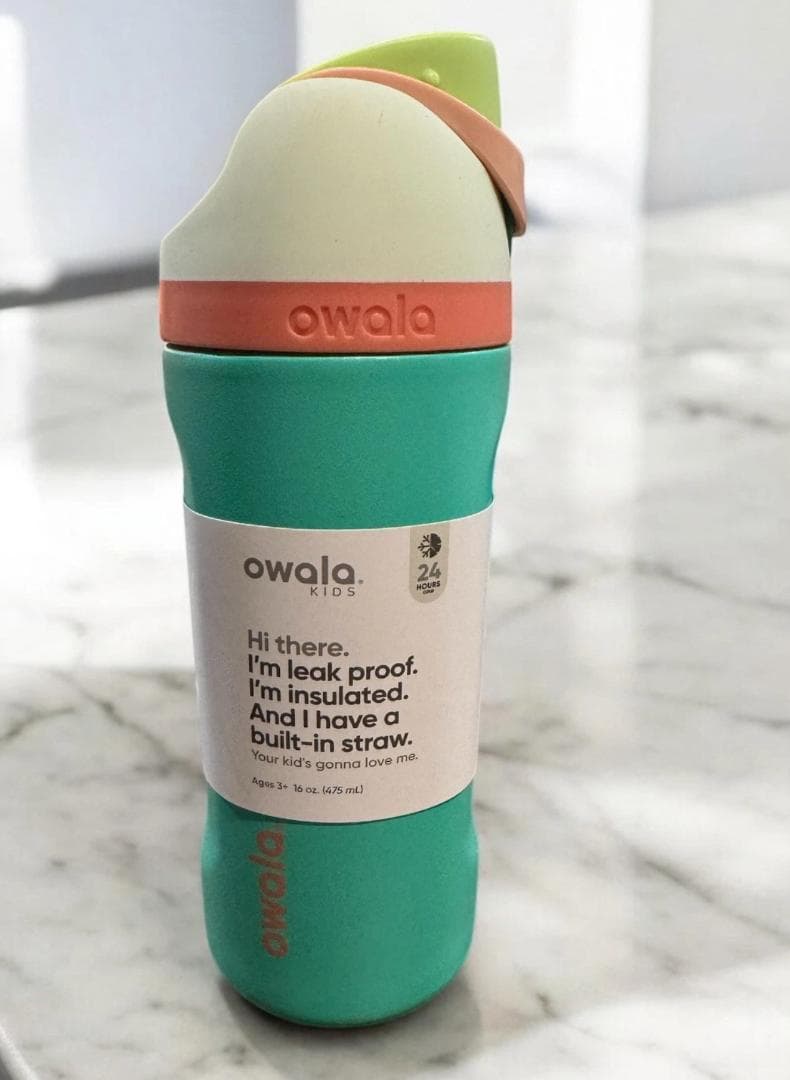 owala
owala.
KIDS
24
HOURS
COLD
Hi there.
I'm leak proof.
I'm insulated.
And I have a
built-in straw.
Your kid's gonna love me.
Ages 3+ 16 oz. (475 mL)
owala